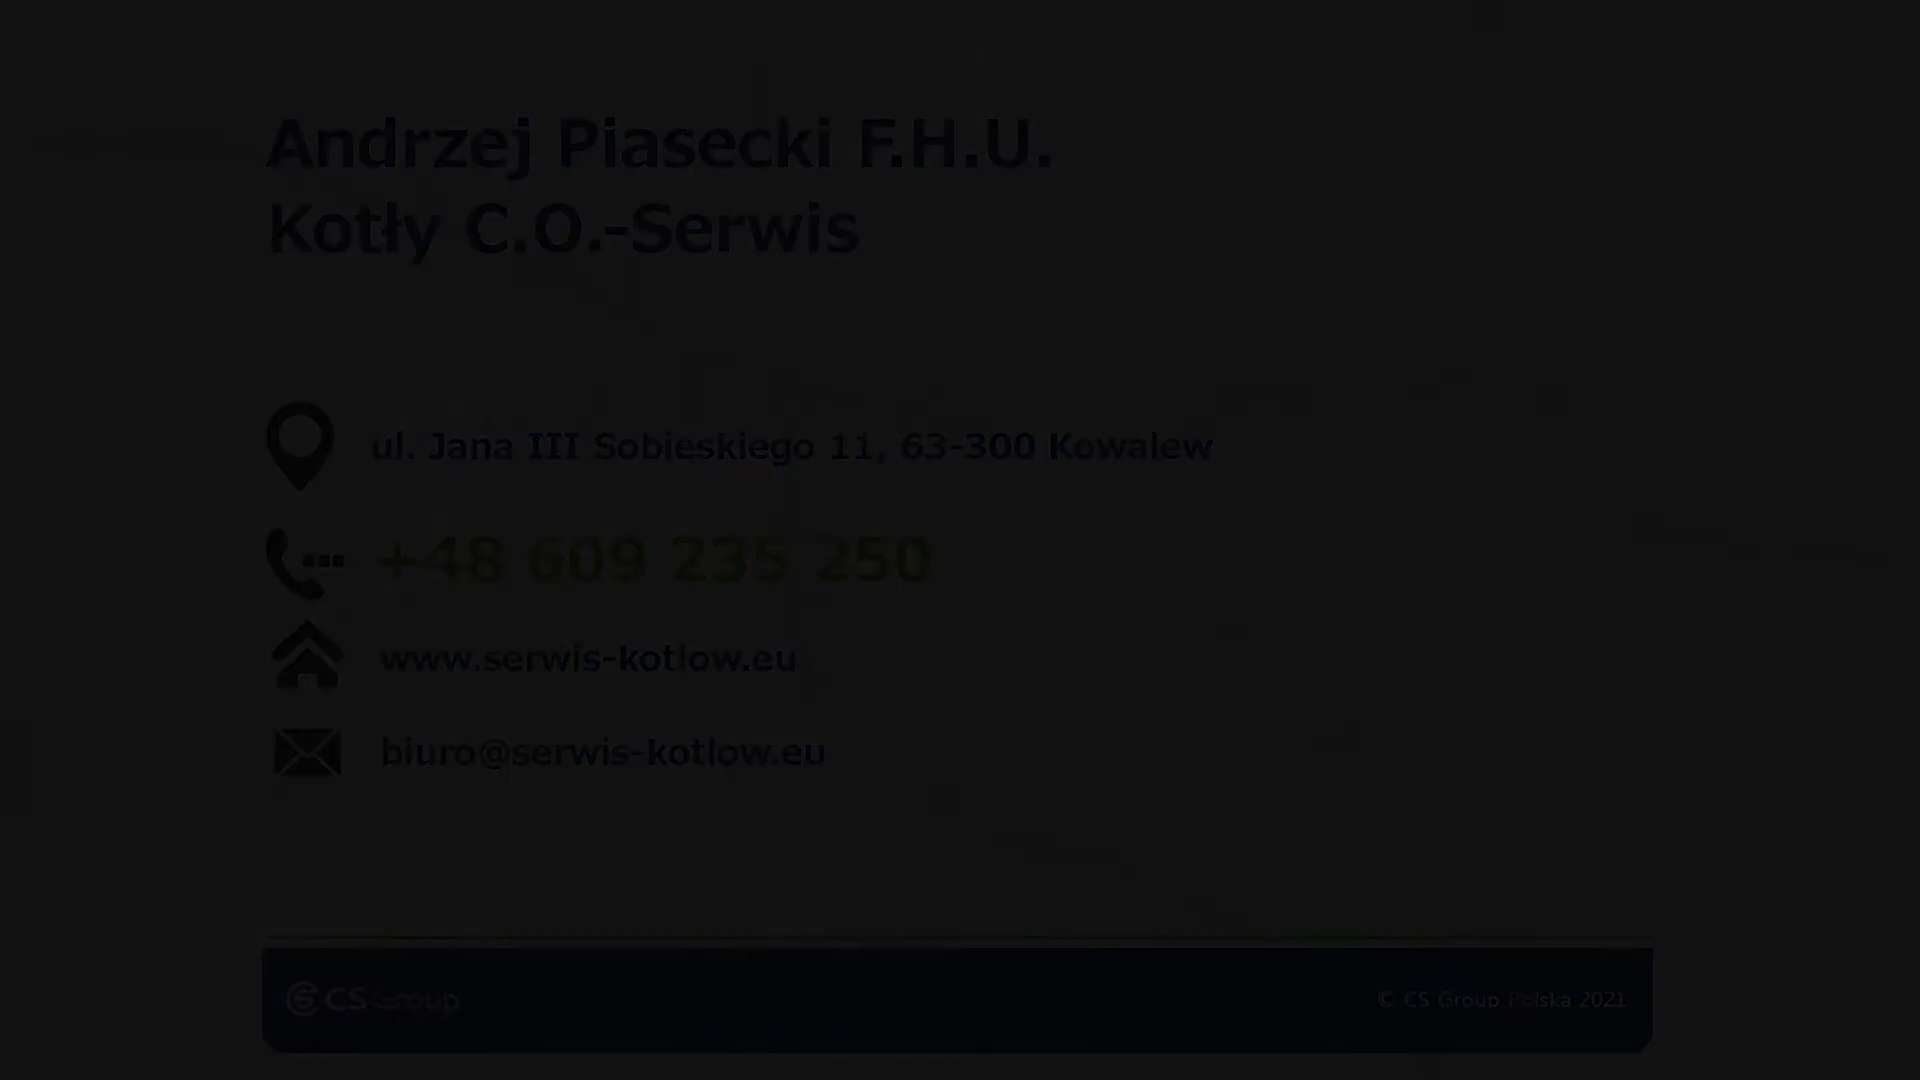 Andrzej Piasecki F.H.U.
Kotły C.O.-Serwis
ul. Jana III Sobieskiego 11, 63-300 Kowalew
+48 609 235 250
www.serwis-kotlow.eu
biuro@serwis-kotlow.eu
CS Group
© CS Group Polska 2021